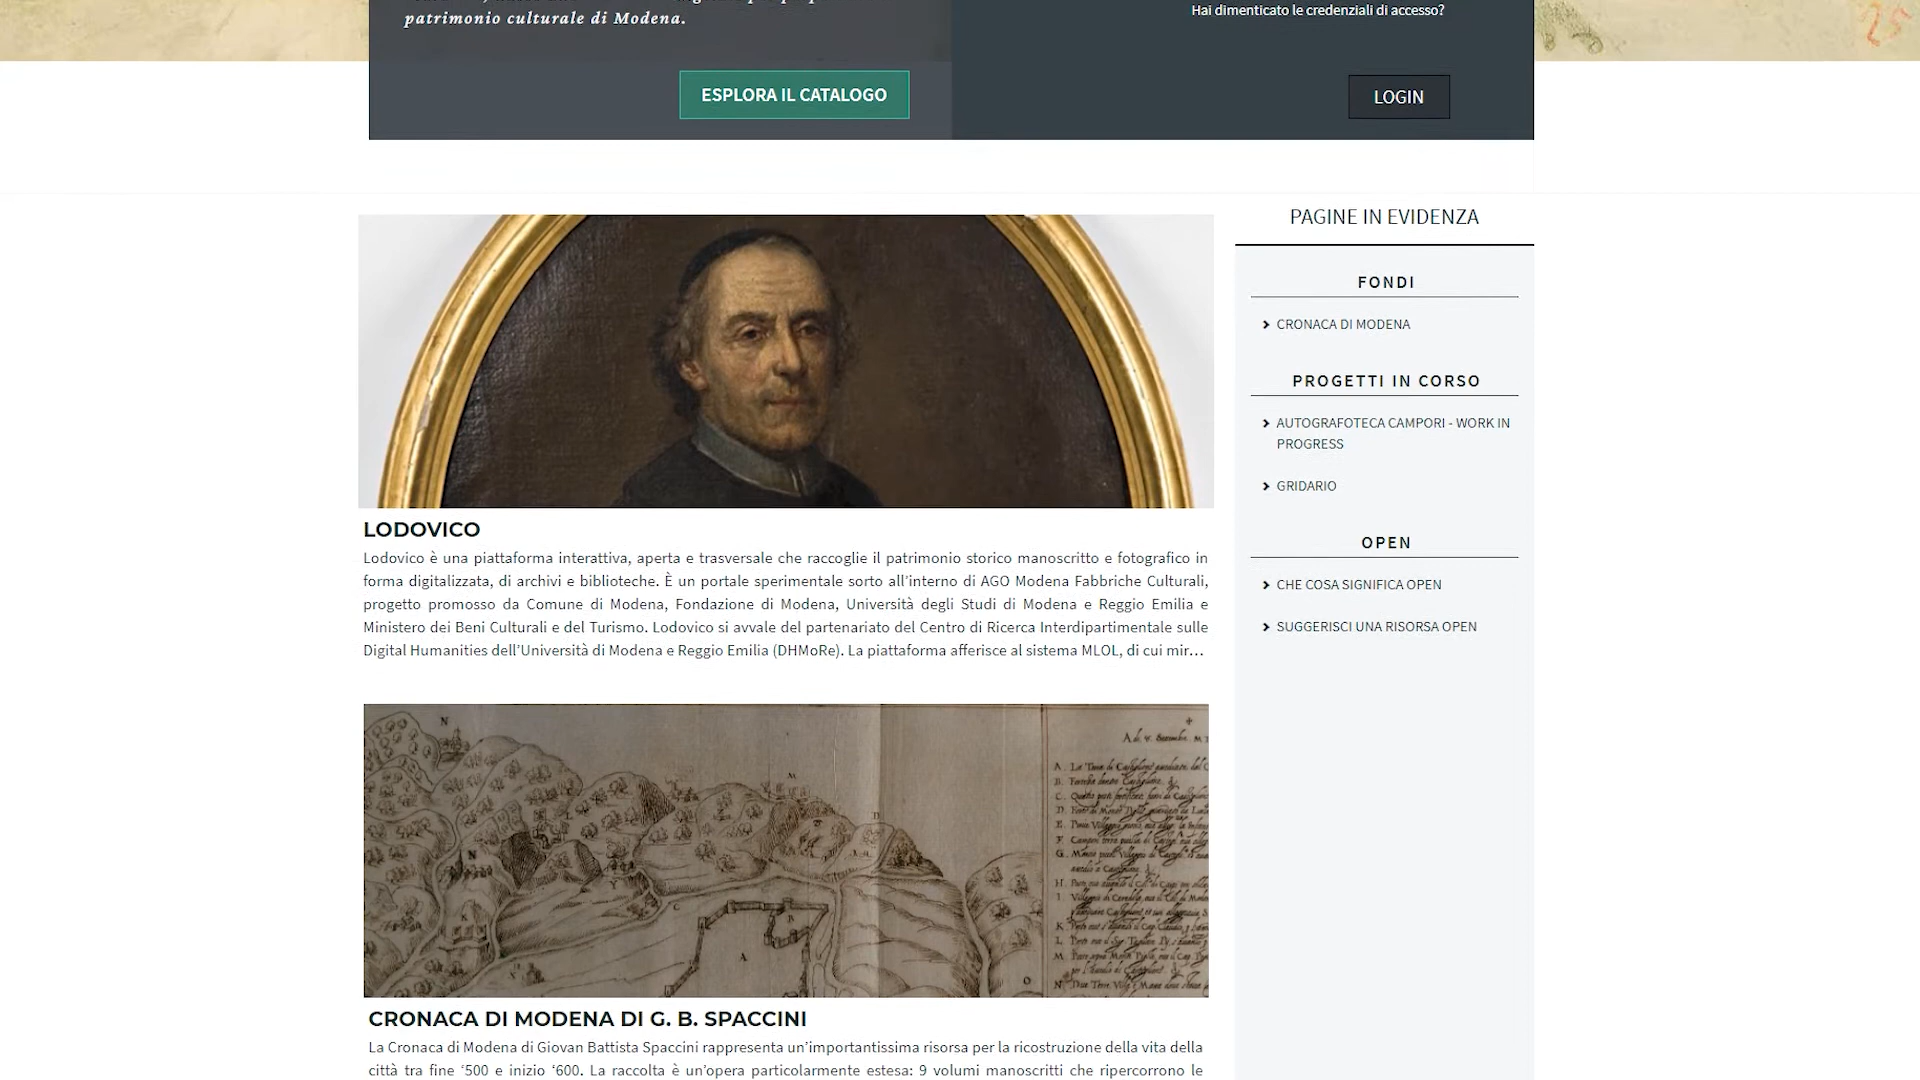 patrimonio culturale di Modena.
Hai dimenticato le credenziali di accesso?
ESPLORA IL CATALOGO
LOGIN
LODOVICO
Lodovico è una piattaforma interattiva, aperta e trasversale che raccoglie il patrimonio storico manoscritto e fotografico in
forma digitalizzata, di archivi e biblioteche. È un portale sperimentale sorto all’interno di AGO Modena Fabbriche Culturali,
progetto promosso da Comune di Modena, Fondazione di Modena, Università degli Studi di Modena e Reggio Emilia e
Ministero dei Beni Culturali e del Turismo. Lodovico si avvale del partenariato del Centro di Ricerca Interdipartimentale sulle
Digital Humanities dell’Università di Modena e Reggio Emilia (DHMoRe). La piattaforma afferisce al sistema MLOL, di cui mir...
CRONACA DI MODENA DI G. B. SPACCINI
La Cronaca di Modena di Giovan Battista Spaccini rappresenta un’importantissima risorsa per la ricostruzione della vita della
città tra fine ‘500 e inizio ‘600. La raccolta è un’opera particolarmente estesa: 9 volumi manoscritti che ripercorrono le
PAGINE IN EVIDENZA
FONDI
CRONACA DI MODENA
PROGETTI IN CORSO
AUTOGRAFOTECA CAMPORI - WORK IN
PROGRESS
GRIDARIO
OPEN
CHE COSA SIGNIFICA OPEN
SUGGERISCI UNA RISORSA OPEN